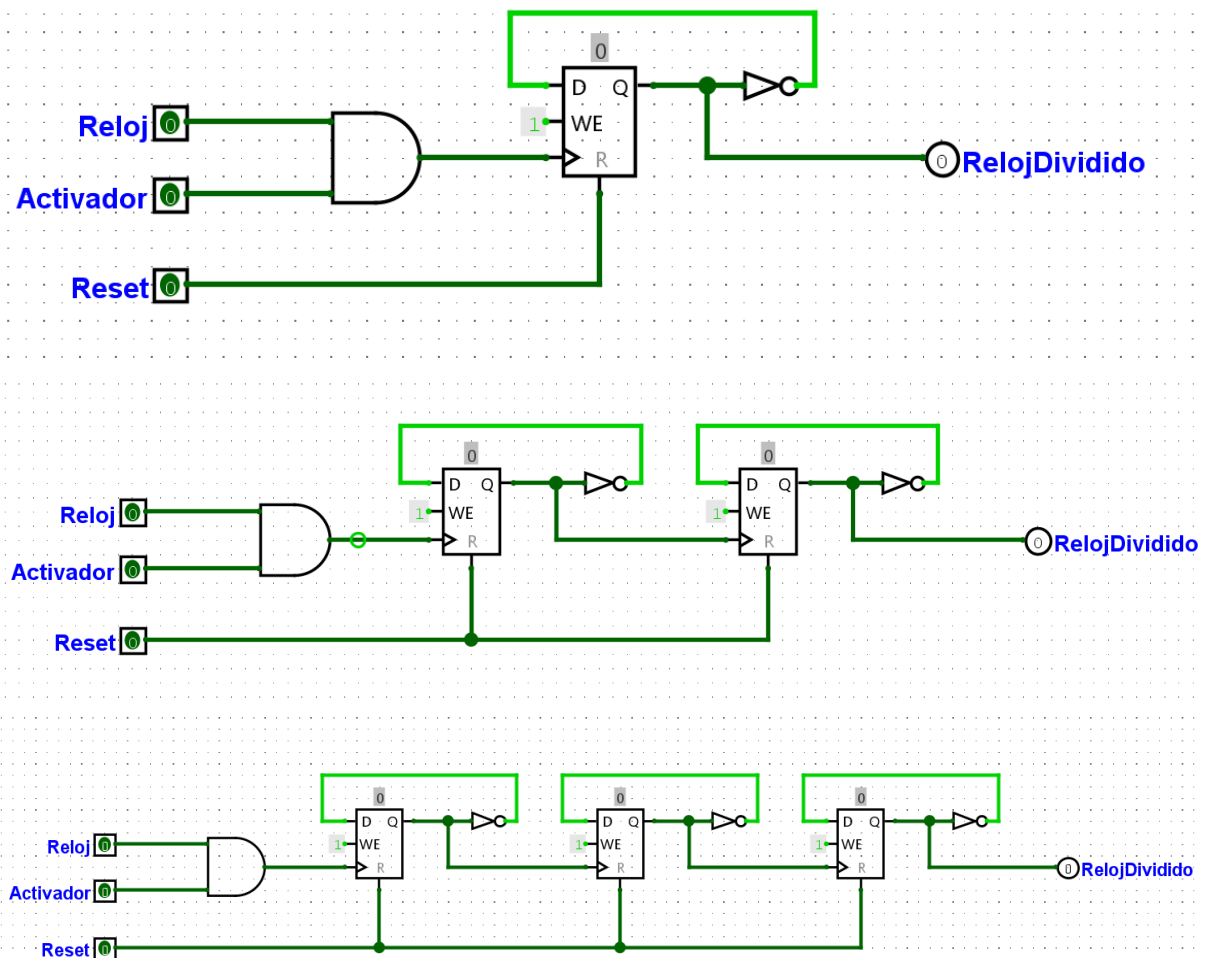 0
D Q
1 WE
R
Reloj 0
Activador 0
0 RelojDividido
Reset 0
0 0
D Q D Q
1 WE 1 WE
R R
Reloj 0
Activador 0
0 RelojDividido
Reset 0
0 0 0
D Q D Q D Q
1 WE 1 WE 1 WE
R R R
Reloj 0
Activador 0
0 RelojDividido
Reset 0